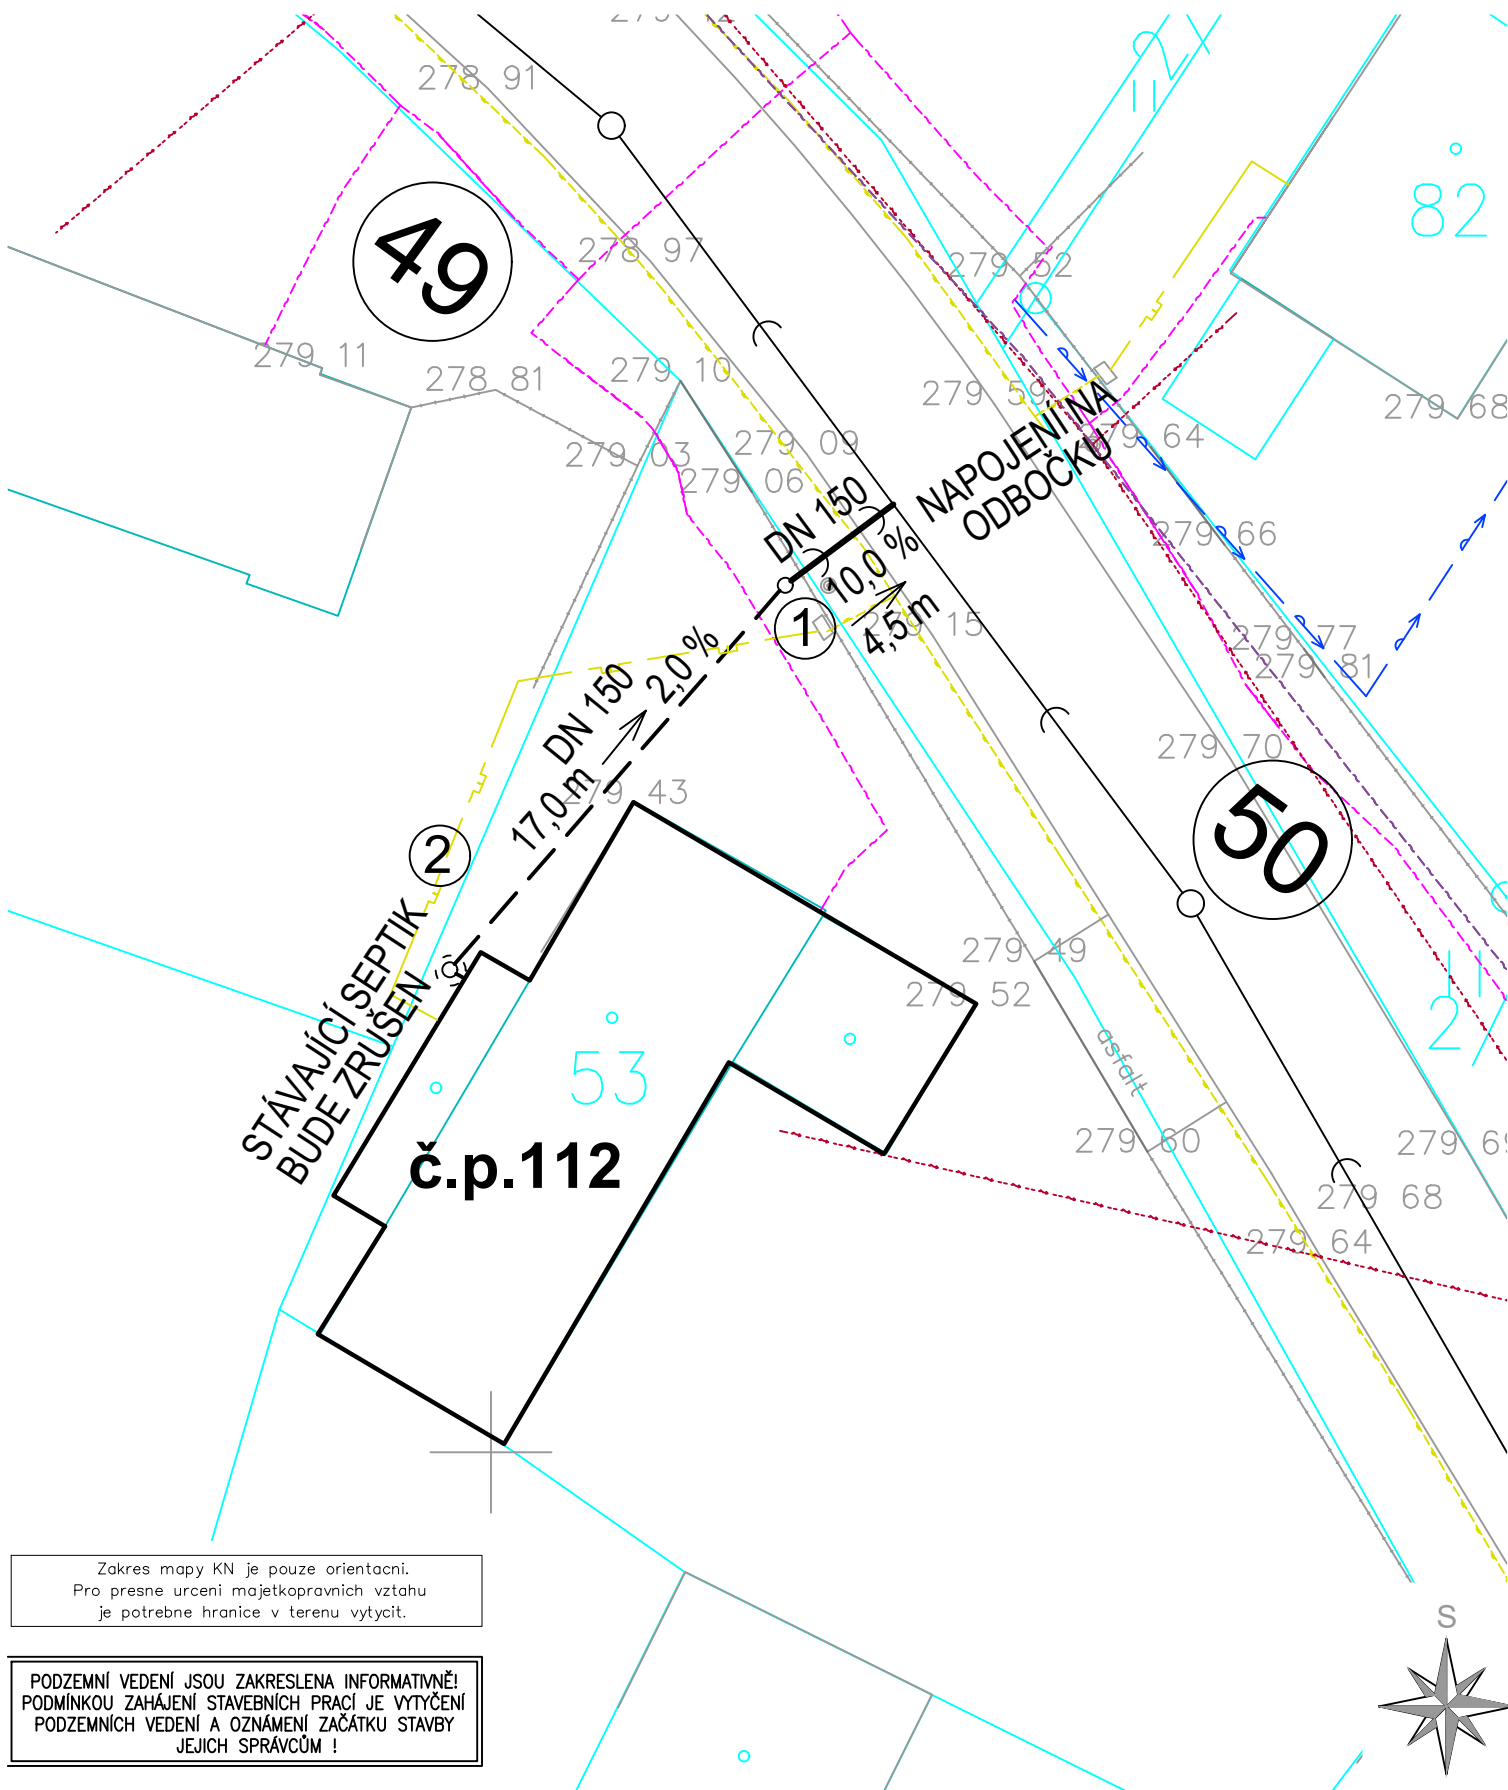 278 91
49
278 97
279 52
82
279 11
278 81
279 10
279 59
279 68
279 03
279 09
279 06
279 64
NAPOJENÍ NA
ODBOČKU
DN 150
10,0 %
4,5 m
279 66
1
279 15
279 77
279 81
DN 150
2,0 %
17,0 m
279 43
279 70
50
2
STÁVAJÍCÍ SEPTIK
BUDE ZRUŠEN
279 49
279 52
asfalt
53
č.p.112
279 60
279 68
279 64
Zakres mapy KN je pouze orientacni.
Pro presne urceni majetkopravnich vztahu
je potrebne hranice v terenu vytycit.
S
PODZEMNÍ VEDENÍ JSOU ZAKRESLENA INFORMATIVNĚ!
PODMÍNKOU ZAHÁJENÍ STAVEBNÍCH PRACÍ JE VYTYČENÍ
PODZEMNÍCH VEDENÍ A OZNÁMENÍ ZAČÁTKU STAVBY
JEJICH SPRÁVCŮM !